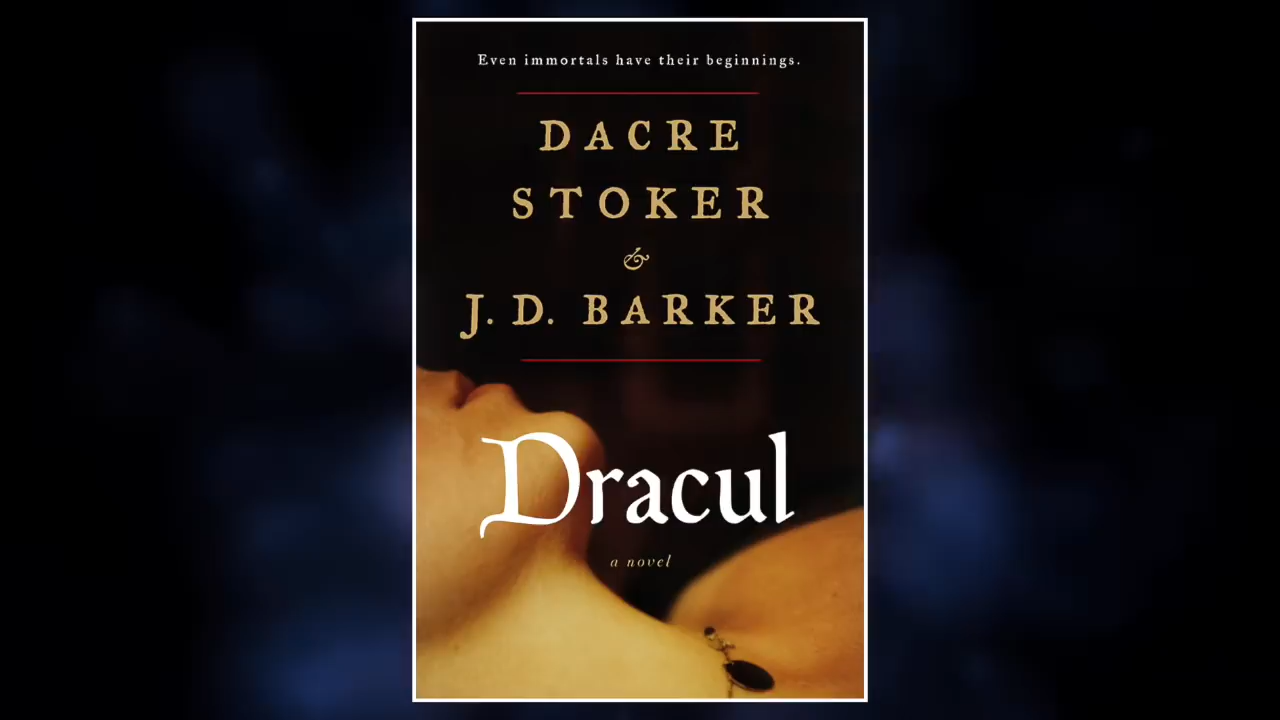 Even immortals have their beginnings.
DACRE
STOKER
&
J. D. BARKER
Dracul
a novel